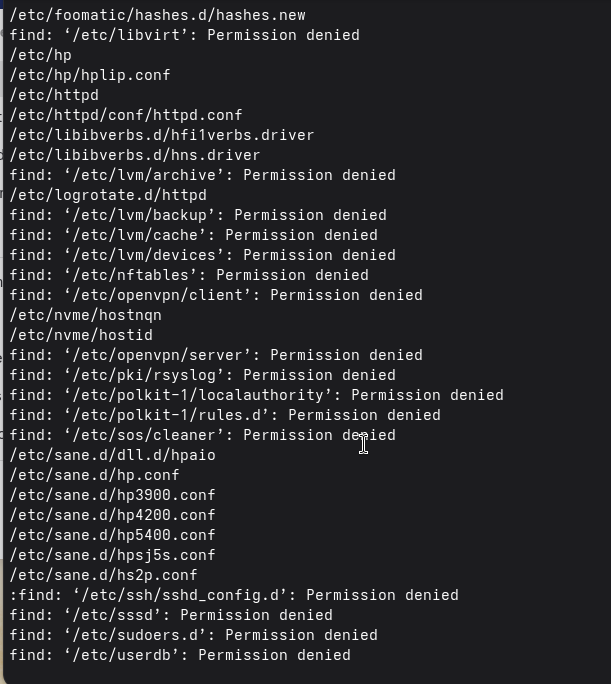 /etc/foomatic/hashes.d/hashes.new
find: ‘/etc/libvirt’: Permission denied
/etc/hp
/etc/hp/hplip.conf
/etc/httpd
/etc/httpd/conf/httpd.conf
/etc/libibverbs.d/hfi1verbs.driver
/etc/libibverbs.d/hns.driver
find: ‘/etc/lvm/archive’: Permission denied
/etc/logrotate.d/httpd
find: ‘/etc/lvm/backup’: Permission denied
find: ‘/etc/lvm/cache’: Permission denied
find: ‘/etc/lvm/devices’: Permission denied
find: ‘/etc/nftables’: Permission denied
find: ‘/etc/openvpn/client’: Permission denied
/etc/nvme/hostnqn
/etc/nvme/hostid
find: ‘/etc/openvpn/server’: Permission denied
find: ‘/etc/pki/rsyslog’: Permission denied
find: ‘/etc/polkit-1/localauthority’: Permission denied
find: ‘/etc/polkit-1/rules.d’: Permission denied
find: ‘/etc/sos/cleaner’: Permission denied
/etc/sane.d/dll.d/hpaio
/etc/sane.d/hp.conf
/etc/sane.d/hp3900.conf
/etc/sane.d/hp4200.conf
/etc/sane.d/hp5400.conf
/etc/sane.d/hpsj5s.conf
/etc/sane.d/hs2p.conf
:find: ‘/etc/ssh/sshd_config.d’: Permission denied
find: ‘/etc/sssd’: Permission denied
find: ‘/etc/sudoers.d’: Permission denied
find: ‘/etc/userdb’: Permission denied